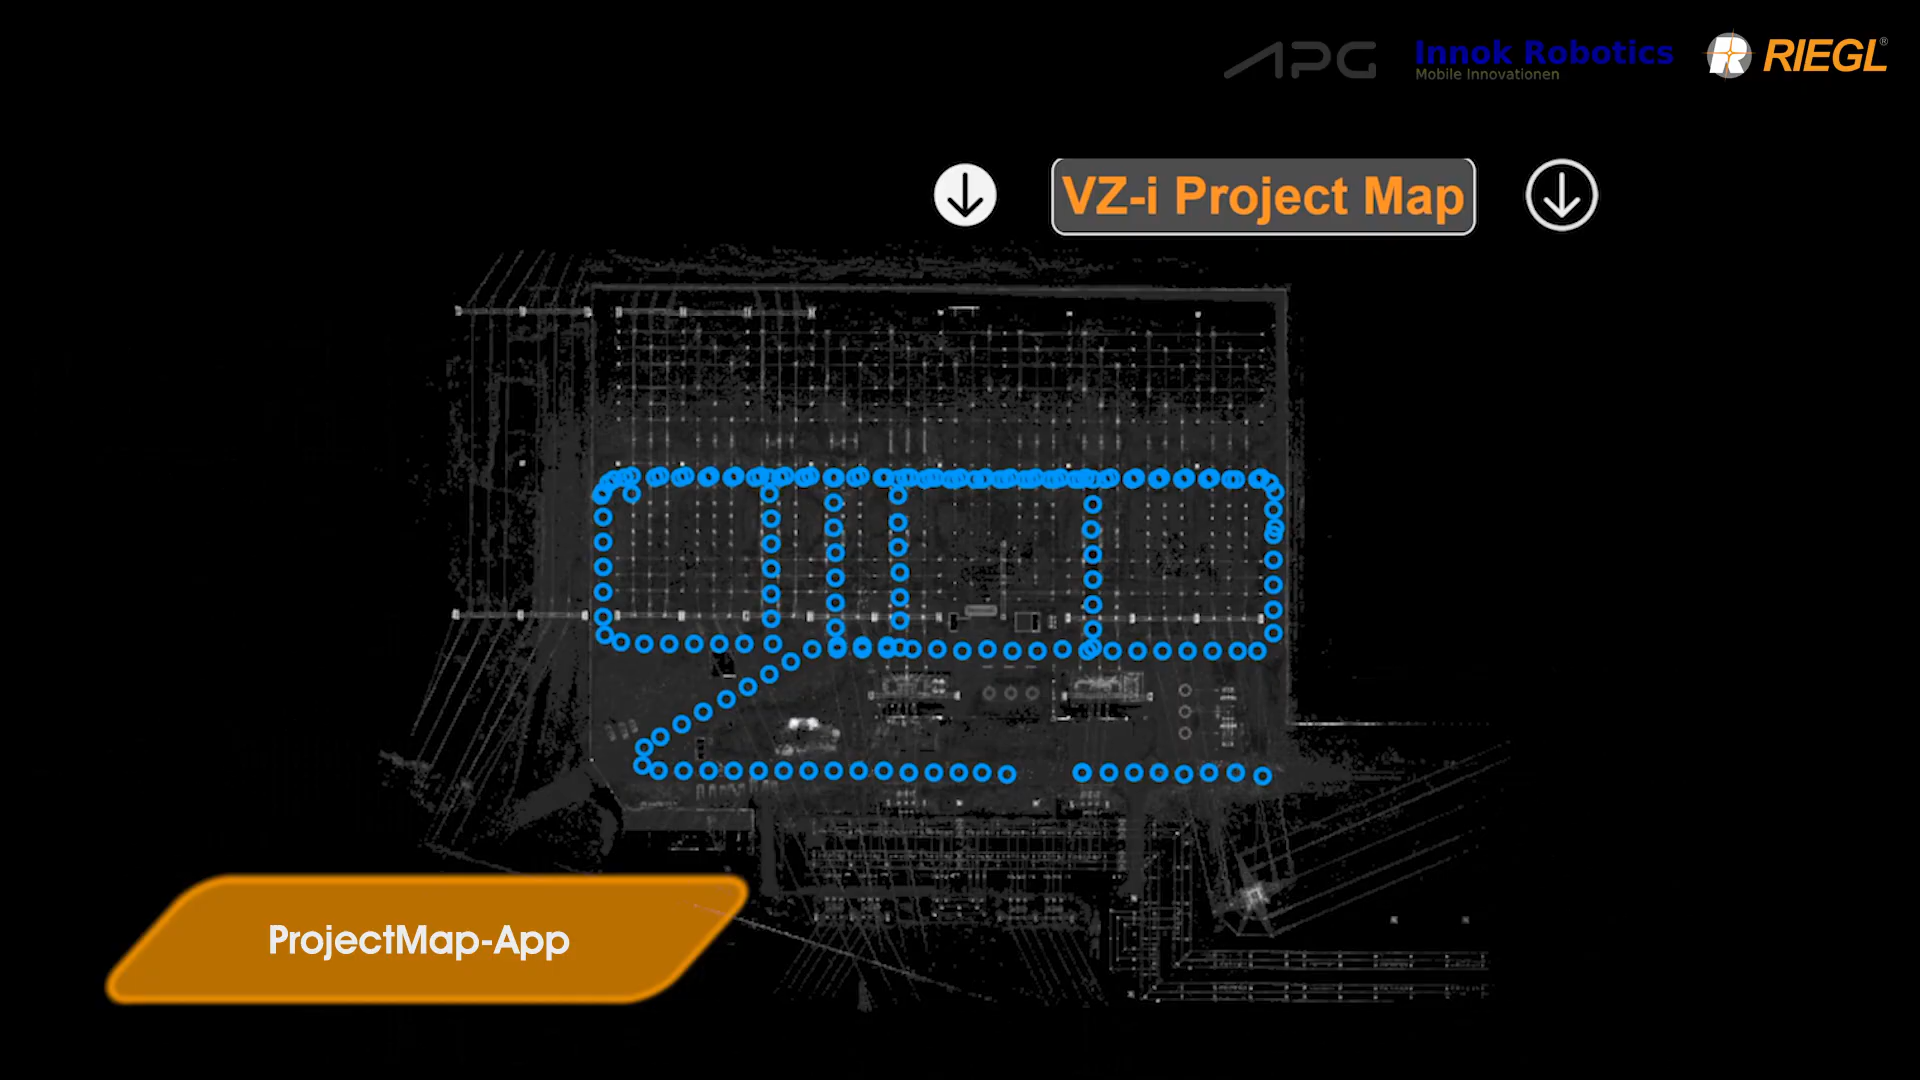 APG
Innok Robotics
Mobile Innovationen
RIEGL®
VZ-i Project Map
ProjectMap-App